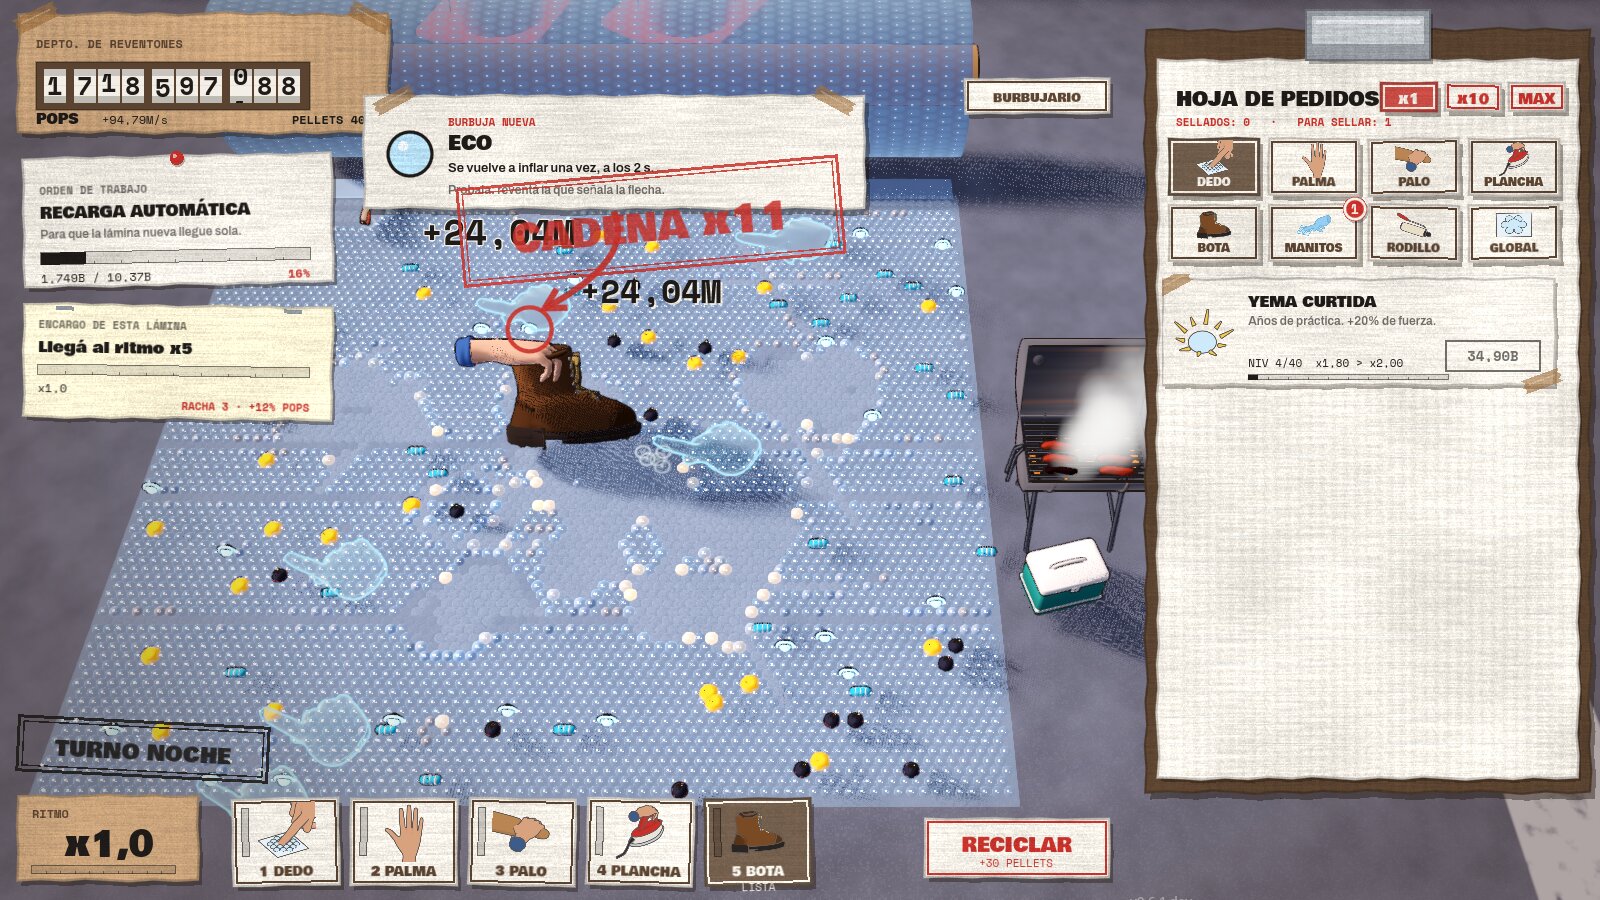 DEPTO. DE REVENTONES
1 718 597 088
POPS +94,79M/s PELLETS 40
ORDEN DE TRABAJO
RECARGA AUTOMÁTICA
Para que la lámina nueva llegue sola.
1.749B / 10.37B 16%
ENCARGO DE ESTA LÁMINA
Llegá al ritmo x5
x1,0
RACHA 3 · +12% POPS
BURBUJA NUEVA
ECO
Se vuelve a inflar una vez, a los 2 s.
Probala: reventá la que señala la flecha.
CADENA x11
+24,04M
+24,04M
BURBUJARIO
HOJA DE PEDIDOS x1 x10 MAX
SELLADOS: 0 · PARA SELLAR: 1
DEDO PALMA PALO PLANCHA
1
BOTA MANITOS RODILLO GLOBAL
YEMA CURTIDA
Años de práctica. +20% de fuerza.
NIV 4/40 x1,80 > x2,00 34,90B
TURNO NOCHE
RITMO
x1,0
1 DEDO 2 PALMA 3 PALO 4 PLANCHA 5 BOTA
LISTA
RECICLAR
+30 PELLETS